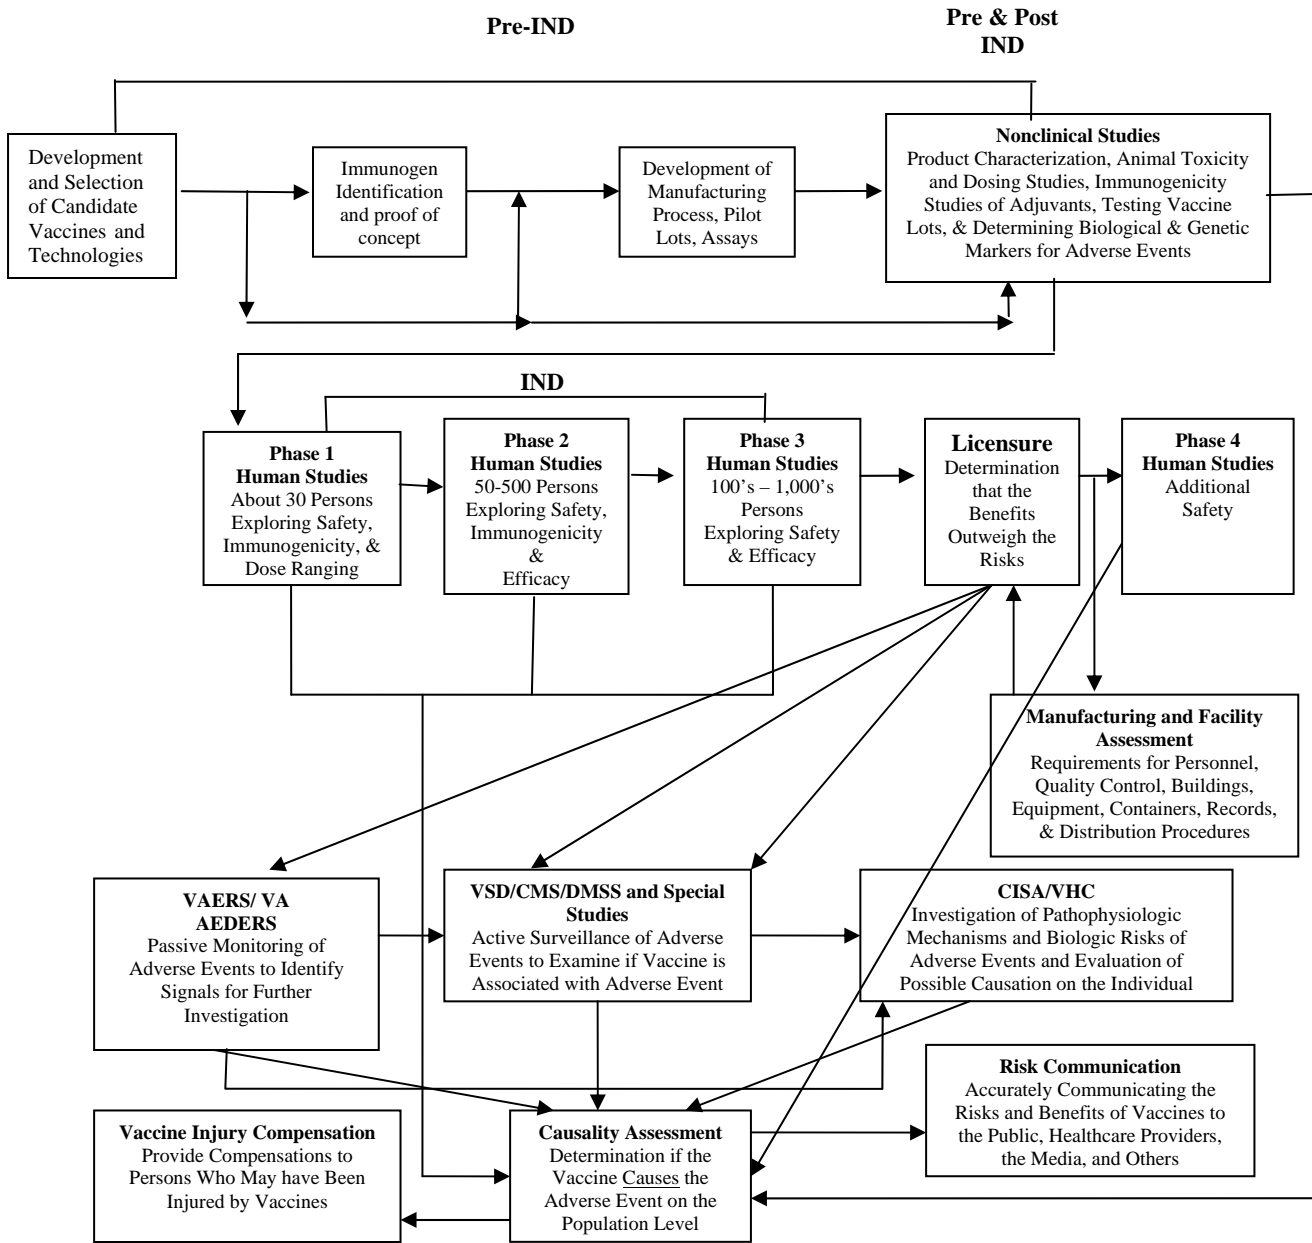 Pre-IND
Pre & Post
IND
Development
and Selection
of Candidate
Vaccines and
Technologies
Immunogen
Identification
and proof of
concept
Development of
Manufacturing
Process, Pilot
Lots, Assays
Nonclinical Studies
Product Characterization, Animal Toxicity
and Dosing Studies, Immunogenicity
Studies of Adjuvants, Testing Vaccine
Lots, & Determining Biological & Genetic
Markers for Adverse Events
IND
Phase 1
Human Studies
About 30 Persons
Exploring Safety,
Immunogenicity, &
Dose Ranging
Phase 2
Human Studies
50-500 Persons
Exploring Safety,
Immunogenicity
&
Efficacy
Phase 3
Human Studies
100’s – 1,000’s
Persons
Exploring Safety
& Efficacy
Licensure
Determination
that the
Benefits
Outweigh the
Risks
Phase 4
Human Studies
Additional
Safety
Manufacturing and Facility
Assessment
Requirements for Personnel,
Quality Control, Buildings,
Equipment, Containers, Records,
& Distribution Procedures
VAERS/ VA
AEDERS
Passive Monitoring of
Adverse Events to Identify
Signals for Further
Investigation
VSD/CMS/DMSS and Special
Studies
Active Surveillance of Adverse
Events to Examine if Vaccine is
Associated with Adverse Event
CISA/VHC
Investigation of Pathophysiologic
Mechanisms and Biologic Risks of
Adverse Events and Evaluation of
Possible Causation on the Individual
Risk Communication
Accurately Communicating the
Risks and Benefits of Vaccines to
the Public, Healthcare Providers,
the Media, and Others
Vaccine Injury Compensation
Provide Compensations to
Persons Who May have Been
Injured by Vaccines
Causality Assessment
Determination if the
Vaccine Causes the
Adverse Event on the
Population Level